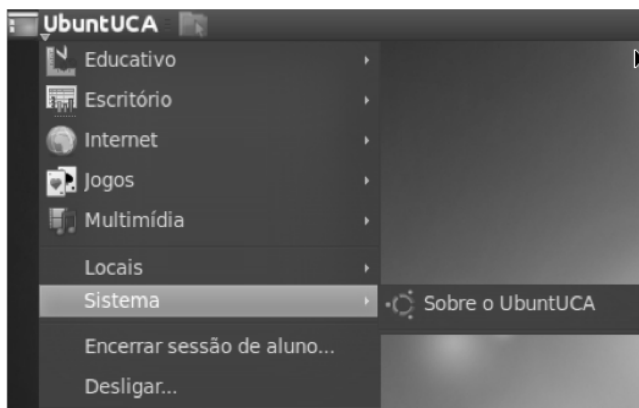 UbuntUCA
Educativo
Escritório
Internet
Jogos
Multimídia
Locais
Sistema
Sobre o UbuntUCA
Encerrar sessão de aluno...
Desligar...